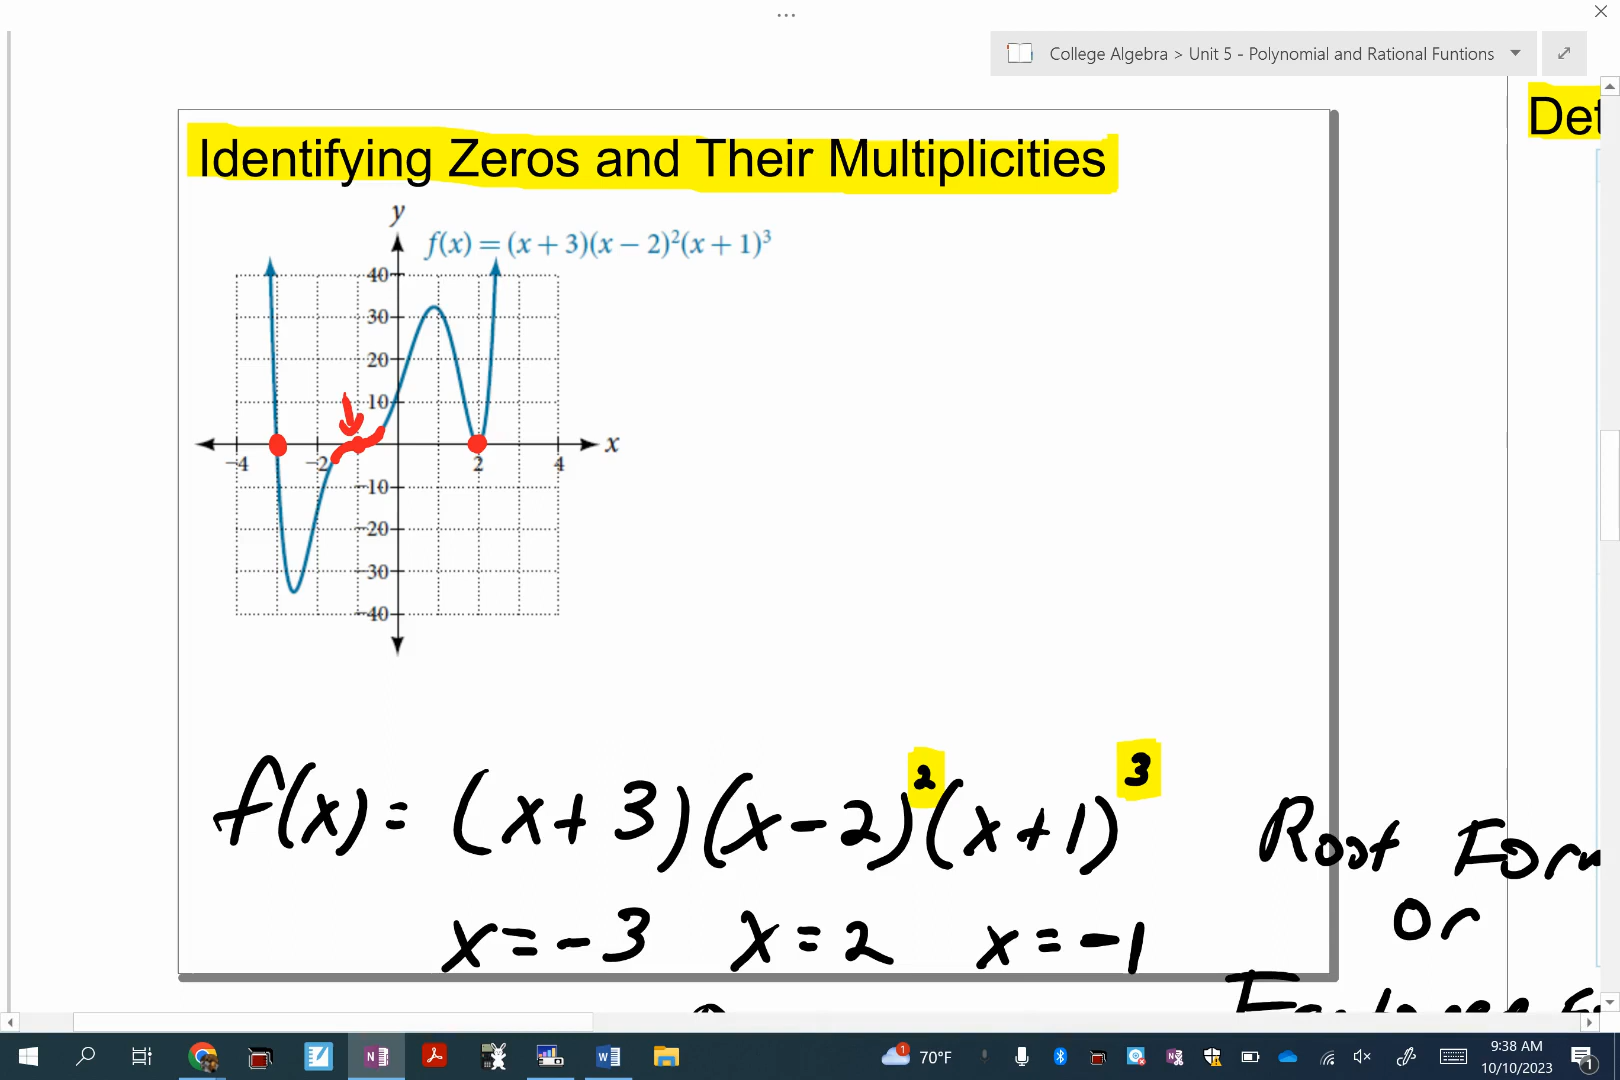 College Algebra > Unit 5 - Polynomial and Rational Funtions
Identifying Zeros and Their Multiplicities
Det
y
f(x) = (x + 3)(x − 2)²(x + 1)³
40
30
20
10
−4 −2 2 4 x
−10
−20
−30
−40
f(x) = (x + 3)(x − 2)²(x + 1)³ Root Form
x = −3 x = 2 x = −1 Or
70°F
9:38 AM
10/10/2023